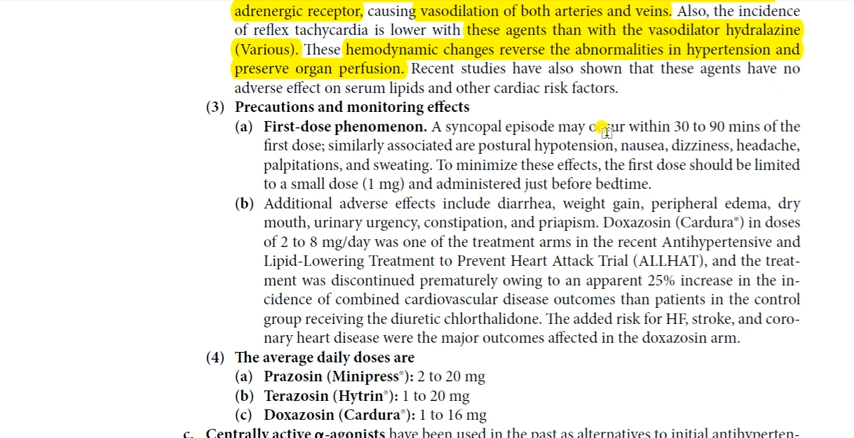 adrenergic receptor, causing vasodilation of both arteries and veins. Also, the incidence
of reflex tachycardia is lower with these agents than with the vasodilator hydralazine
(Various). These hemodynamic changes reverse the abnormalities in hypertension and
preserve organ perfusion. Recent studies have also shown that these agents have no
adverse effect on serum lipids and other cardiac risk factors.
(3) Precautions and monitoring effects
(a) First-dose phenomenon. A syncopal episode may occur within 30 to 90 mins of the
first dose; similarly associated are postural hypotension, nausea, dizziness, headache,
palpitations, and sweating. To minimize these effects, the first dose should be limited
to a small dose (1 mg) and administered just before bedtime.
(b) Additional adverse effects include diarrhea, weight gain, peripheral edema, dry
mouth, urinary urgency, constipation, and priapism. Doxazosin (Cardura®) in doses
of 2 to 8 mg/day was one of the treatment arms in the recent Antihypertensive and
Lipid-Lowering Treatment to Prevent Heart Attack Trial (ALLHAT), and the treat-
ment was discontinued prematurely owing to an apparent 25% increase in the in-
cidence of combined cardiovascular disease outcomes than patients in the control
group receiving the diuretic chlorthalidone. The added risk for HF, stroke, and coro-
nary heart disease were the major outcomes affected in the doxazosin arm.
(4) The average daily doses are
(a) Prazosin (Minipress®): 2 to 20 mg
(b) Terazosin (Hytrin®): 1 to 20 mg
(c) Doxazosin (Cardura®): 1 to 16 mg
c. Centrally active α-agonists have been used in the past as alternatives to initial antihyperten-